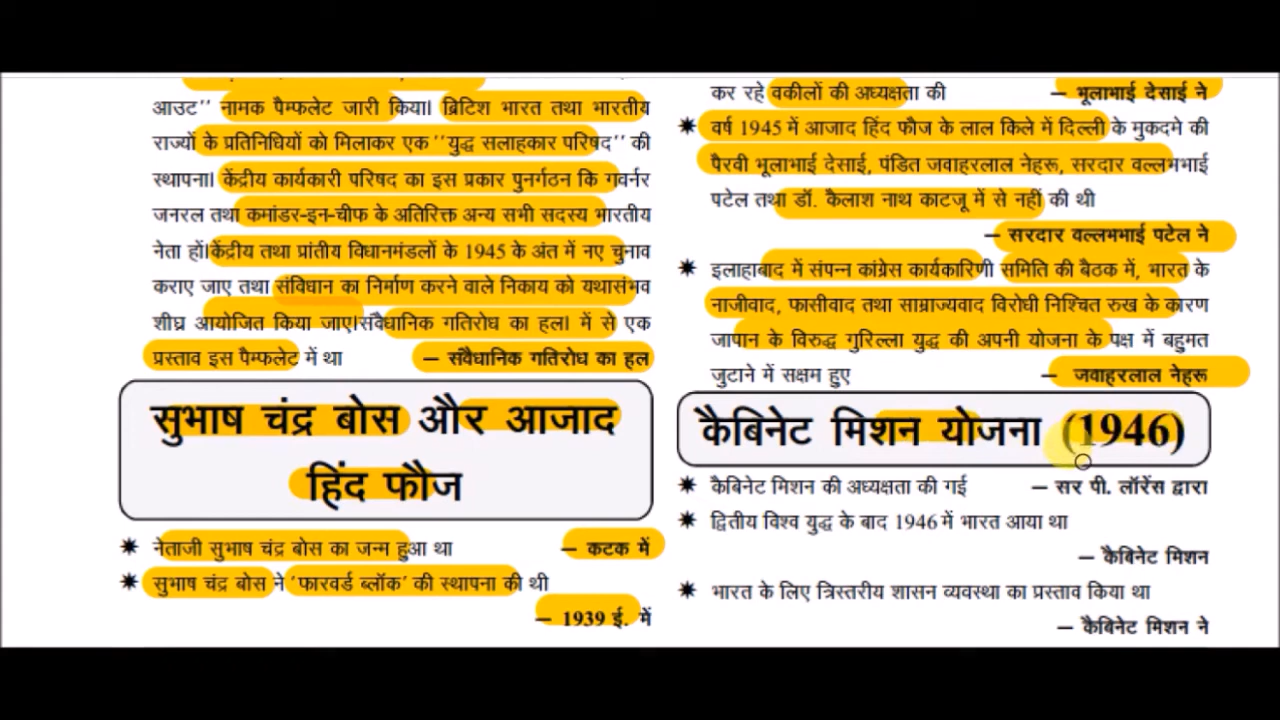 आउट'' नामक पैम्फलेट जारी किया। ब्रिटिश भारत तथा भारतीय
राज्यों के प्रतिनिधियों को मिलाकर एक ''युद्ध सलाहकार परिषद'' की
स्थापना। केंद्रीय कार्यकारी परिषद का इस प्रकार पुनर्गठन कि गवर्नर
जनरल तथा कमांडर-इन-चीफ के अतिरिक्त अन्य सभी सदस्य भारतीय
नेता हों।केंद्रीय तथा प्रांतीय विधानमंडलों के 1945 के अंत में नए चुनाव
कराए जाए तथा संविधान का निर्माण करने वाले निकाय को यथासंभव
शीघ्र आयोजित किया जाए।संवैधानिक गतिरोध का हल। में से एक
प्रस्ताव इस पैम्फलेट में था — संवैधानिक गतिरोध का हल
सुभाष चंद्र बोस और आजाद
हिंद फौज
✷ नेताजी सुभाष चंद्र बोस का जन्म हुआ था — कटक में
✷ सुभाष चंद्र बोस ने 'फारवर्ड ब्लॉक' की स्थापना की थी
— 1939 ई. में
कर रहे वकीलों की अध्यक्षता की — भूलाभाई देसाई ने
✷ वर्ष 1945 में आजाद हिंद फौज के लाल किले में दिल्ली के मुकदमे की
पैरवी भूलाभाई देसाई, पंडित जवाहरलाल नेहरू, सरदार वल्लभभाई
पटेल तथा डॉ. कैलाश नाथ काटजू में से नहीं की थी
— सरदार वल्लभभाई पटेल ने
✷ इलाहाबाद में संपन्न कांग्रेस कार्यकारिणी समिति की बैठक में, भारत के
नाजीवाद, फासीवाद तथा साम्राज्यवाद विरोधी निश्चित रुख के कारण
जापान के विरुद्ध गुरिल्ला युद्ध की अपनी योजना के पक्ष में बहुमत
जुटाने में सक्षम हुए — जवाहरलाल नेहरू
कैबिनेट मिशन योजना (1946)
✷ कैबिनेट मिशन की अध्यक्षता की गई — सर पी. लॉरेंस द्वारा
✷ द्वितीय विश्व युद्ध के बाद 1946 में भारत आया था
— कैबिनेट मिशन
✷ भारत के लिए त्रिस्तरीय शासन व्यवस्था का प्रस्ताव किया था
— कैबिनेट मिशन ने